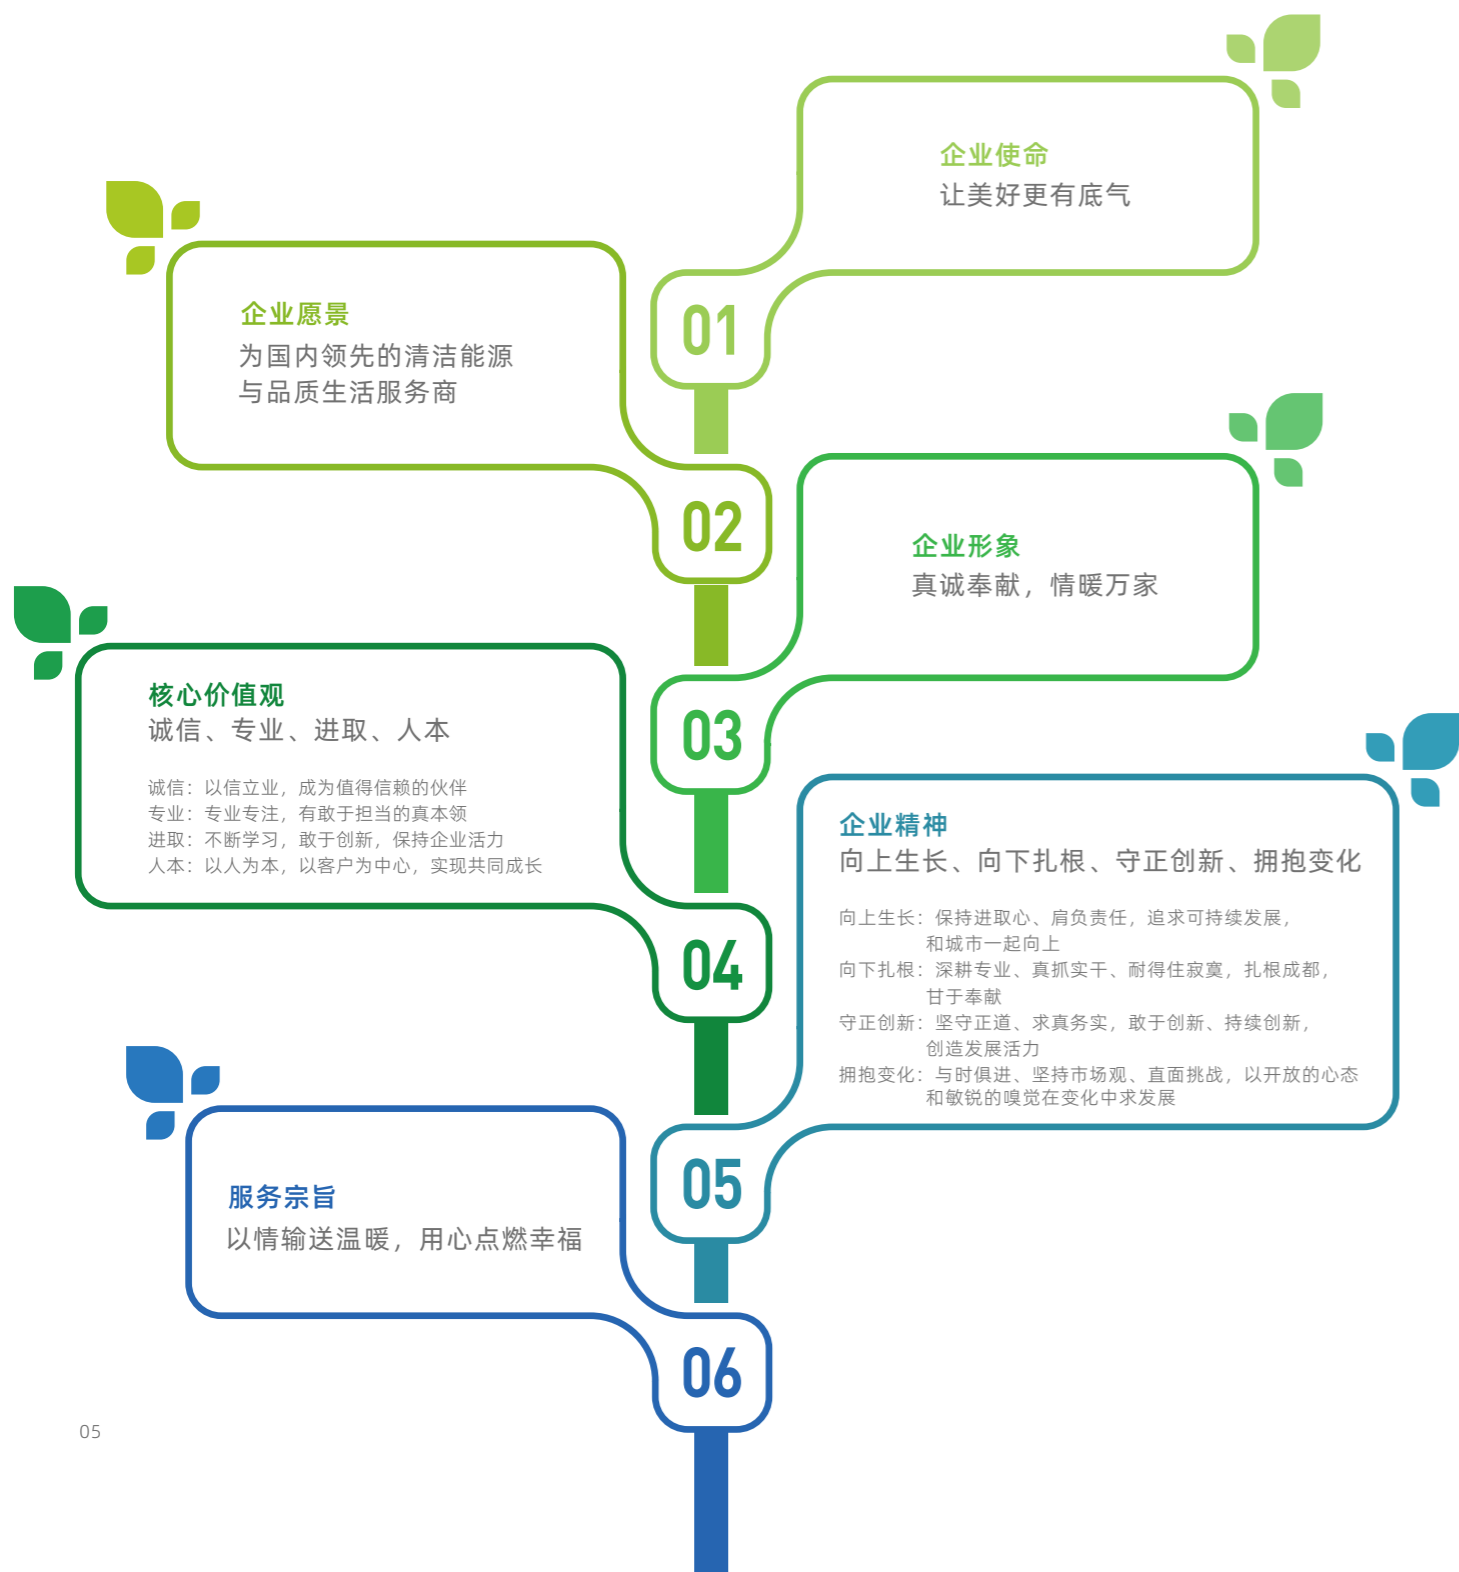 企业使命
让美好更有底气
01
企业愿景
为国内领先的清洁能源
与品质生活服务商
02
企业形象
真诚奉献，情暖万家
03
核心价值观
诚信、专业、进取、人本
诚信：以信立业，成为值得信赖的伙伴
专业：专业专注，有敢于担当的真本领
进取：不断学习，敢于创新，保持企业活力
人本：以人为本，以客户为中心，实现共同成长
04
企业精神
向上生长、向下扎根、守正创新、拥抱变化
向上生长：保持进取心、肩负责任，追求可持续发展，
和城市一起向上
向下扎根：深耕专业、真抓实干、耐得住寂寞，扎根成都，
甘于奉献
守正创新：坚守正道、求真务实，敢于创新、持续创新，
创造发展活力
拥抱变化：与时俱进、坚持市场观、直面挑战，以开放的心态
和敏锐的嗅觉在变化中求发展
05
服务宗旨
以情输送温暖，用心点燃幸福
06
05